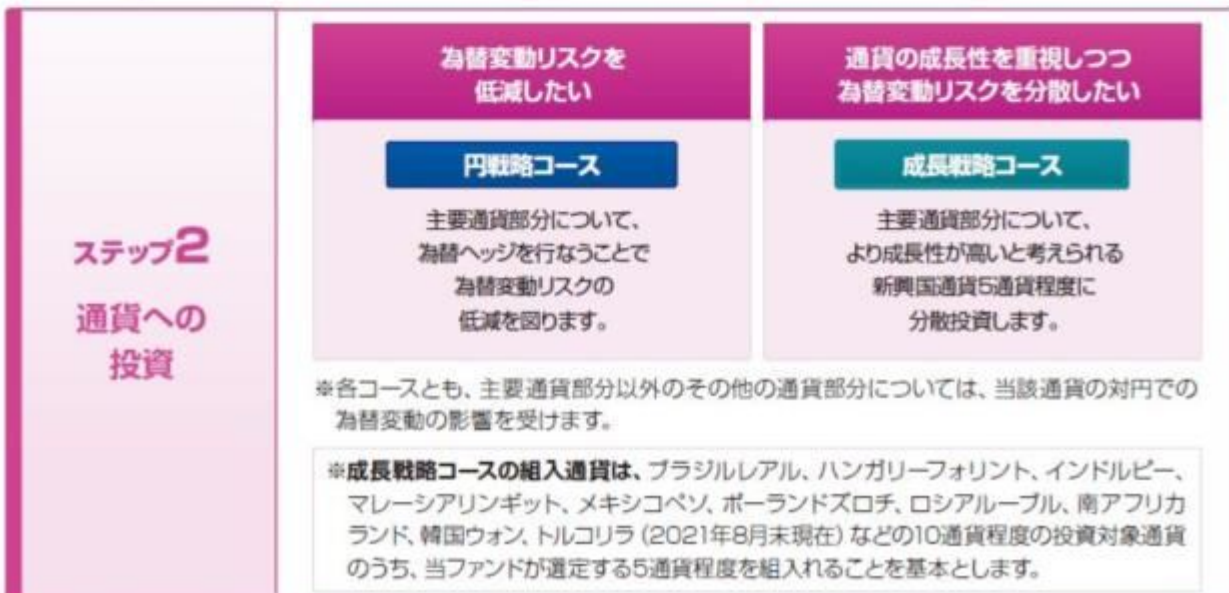 ステップ2
通貨への
投資
為替変動リスクを
低減したい
円戦略コース
主要通貨部分について、
為替ヘッジを行なうことで
為替変動リスクの
低減を図ります。
通貨の成長性を重視しつつ
為替変動リスクを分散したい
成長戦略コース
主要通貨部分について、
より成長性が高いと考えられる
新興国通貨5通貨程度に
分散投資します。
※各コースとも、主要通貨部分以外のその他の通貨部分については、当該通貨の対円での
為替変動の影響を受けます。
※成長戦略コースの組入通貨は、ブラジルレアル、ハンガリーフォリント、インドルピー、
マレーシアリンギット、メキシコペソ、ポーランドズロチ、ロシアルーブル、南アフリカ
ランド、韓国ウォン、トルコリラ(2021年8月末現在)などの10通貨程度の投資対象通貨
のうち、当ファンドが選定する5通貨程度を組入れることを基本とします。